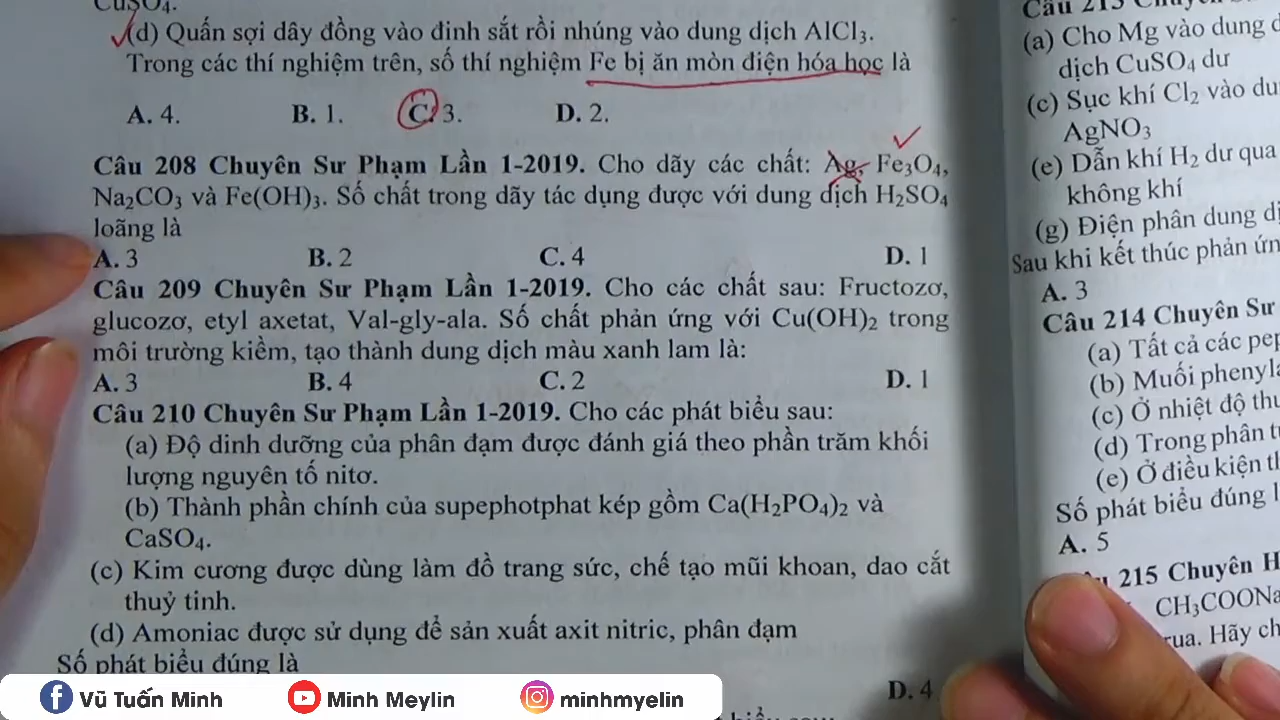 CuSO₄.
(d) Quấn sợi dây đồng vào đinh sắt rồi nhúng vào dung dịch AlCl₃.
Trong các thí nghiệm trên, số thí nghiệm Fe bị ăn mòn điện hóa học là
A. 4. B. 1. C. 3. D. 2.
Câu 208 Chuyên Sư Phạm Lần 1-2019. Cho dãy các chất: Ag, Fe₃O₄,
Na₂CO₃ và Fe(OH)₃. Số chất trong dãy tác dụng được với dung dịch H₂SO₄
loãng là
A. 3 B. 2 C. 4 D. 1
Câu 209 Chuyên Sư Phạm Lần 1-2019. Cho các chất sau: Fructozơ,
glucozơ, etyl axetat, Val-gly-ala. Số chất phản ứng với Cu(OH)₂ trong
môi trường kiềm, tạo thành dung dịch màu xanh lam là:
A. 3 B. 4 C. 2 D. 1
Câu 210 Chuyên Sư Phạm Lần 1-2019. Cho các phát biểu sau:
(a) Độ dinh dưỡng của phân đạm được đánh giá theo phần trăm khối
lượng nguyên tố nitơ.
(b) Thành phần chính của supephotphat kép gồm Ca(H₂PO₄)₂ và
CaSO₄.
(c) Kim cương được dùng làm đồ trang sức, chế tạo mũi khoan, dao cắt
thuỷ tinh.
(d) Amoniac được sử dụng để sản xuất axit nitric, phân đạm
Số phát biểu đúng là
D. 4
Câu 213
(a) Cho Mg vào dung
dịch CuSO₄ dư
(c) Sục khí Cl₂ vào
AgNO₃
(e) Dẫn khí H₂ dư qua
không khí
(g) Điện phân dung
Sau khi kết thúc phản
A. 3
Câu 214 Chuyên Sư
(a) Tất cả các
(b) Muối
(c) Ở nhiệt độ
(d) Trong phân
(e) Ở điều kiện
Số phát biểu đúng
A. 5
215 Chuyên
CH₃COONa
Hãy
Vũ Tuấn Minh
Minh Meylin
minhmyelin